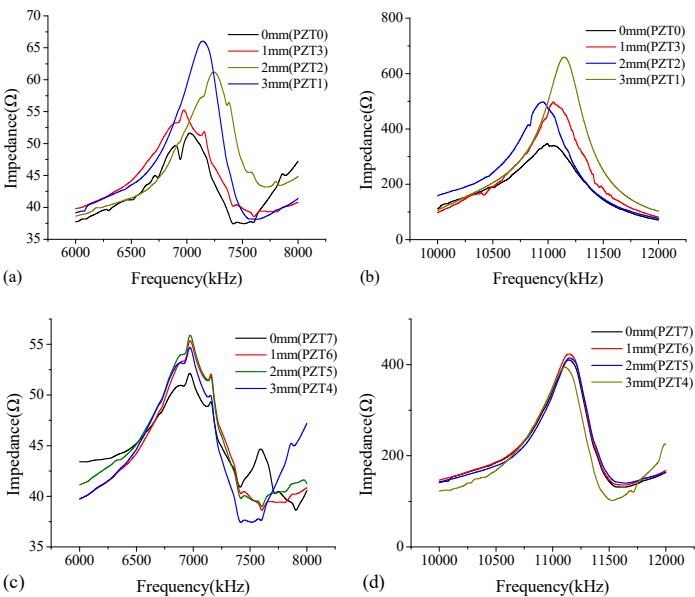 0mm(PZT0)
1mm(PZT3)
2mm(PZT2)
3mm(PZT1)
65
60
55
50
45
40
35
Impedance(Ω)
6000 6500 7000 7500 8000
Frequency(kHz)
(a)
0mm(PZT0)
1mm(PZT3)
2mm(PZT2)
3mm(PZT1)
800
600
400
200
0
Impedance(Ω)
10000 10500 11000 11500 12000
Frequency(kHz)
(b)
0mm(PZT7)
1mm(PZT6)
2mm(PZT5)
3mm(PZT4)
55
50
45
40
35
Impedance(Ω)
6000 6500 7000 7500 8000
Frequency(kHz)
(c)
0mm(PZT7)
1mm(PZT6)
2mm(PZT5)
3mm(PZT4)
400
200
0
Impedance(Ω)
10000 10500 11000 11500 12000
Frequency(kHz)
(d)